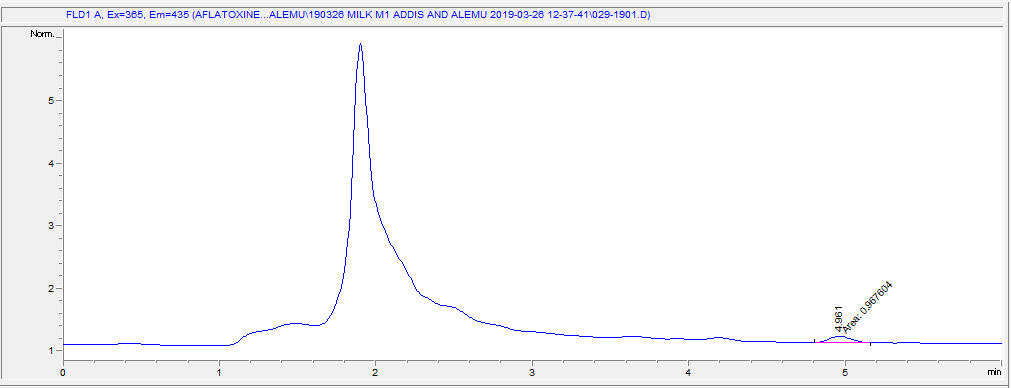 FLD1 A, Ex=365, Em=435 (AFLATOXINE...ALEMU\190326 MILK M1 ADDIS AND ALEMU 2019-03-26 12-37-41\029-1901.D)
Norm.
5
4
3
2
1
4.961
Area: 0.967604
0 1 2 3 4 5 min